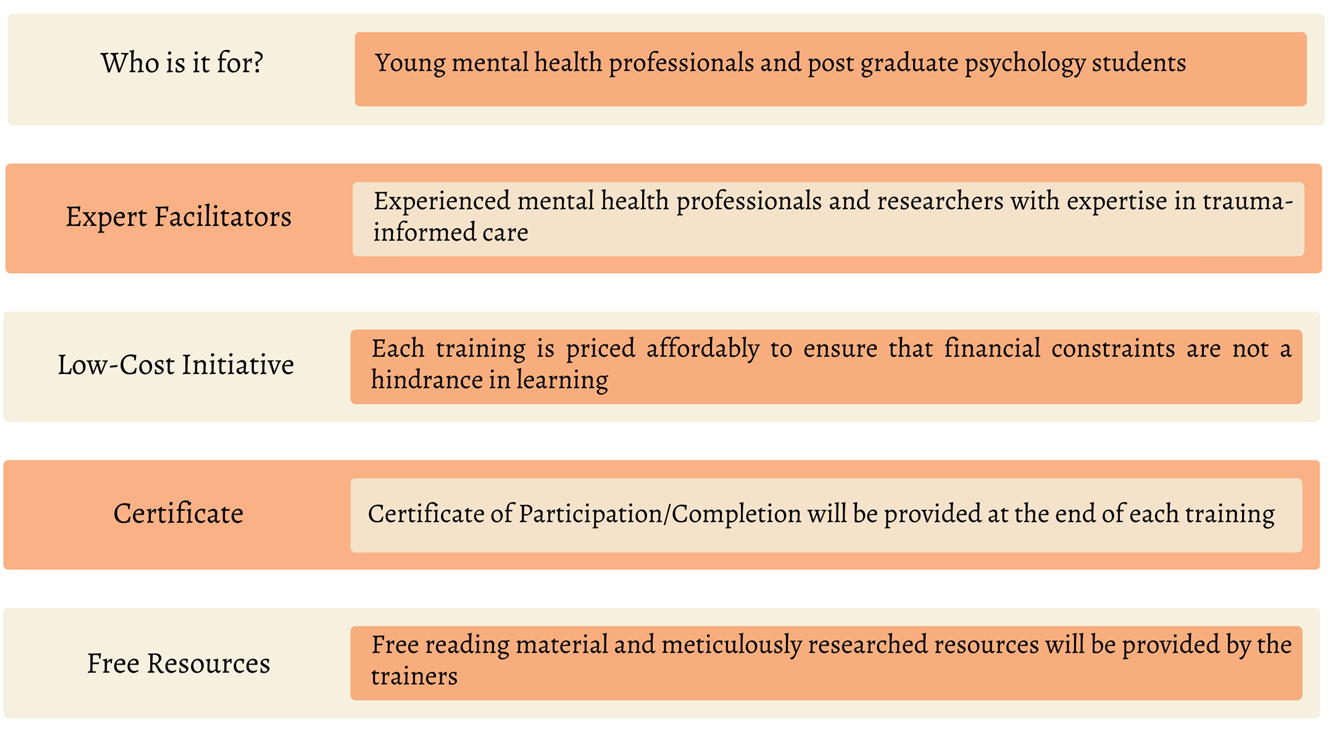 Who is it for?
Young mental health professionals and post graduate psychology students
Expert Facilitators
Experienced mental health professionals and researchers with expertise in trauma-
informed care
Low-Cost Initiative
Each training is priced affordably to ensure that financial constraints are not a
hindrance in learning
Certificate
Certificate of Participation/Completion will be provided at the end of each training
Free Resources
Free reading material and meticulously researched resources will be provided by the
trainers